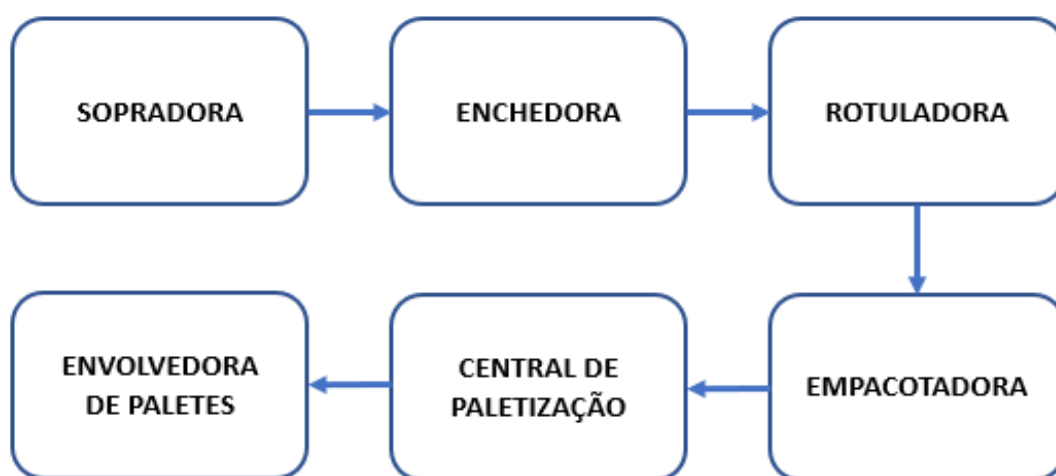 SOPRADORA
ENCHEDORA
ROTULADORA
EMPACOTADORA
CENTRAL DE
PALETIZAÇÃO
ENVOLVEDORA
DE PALETES